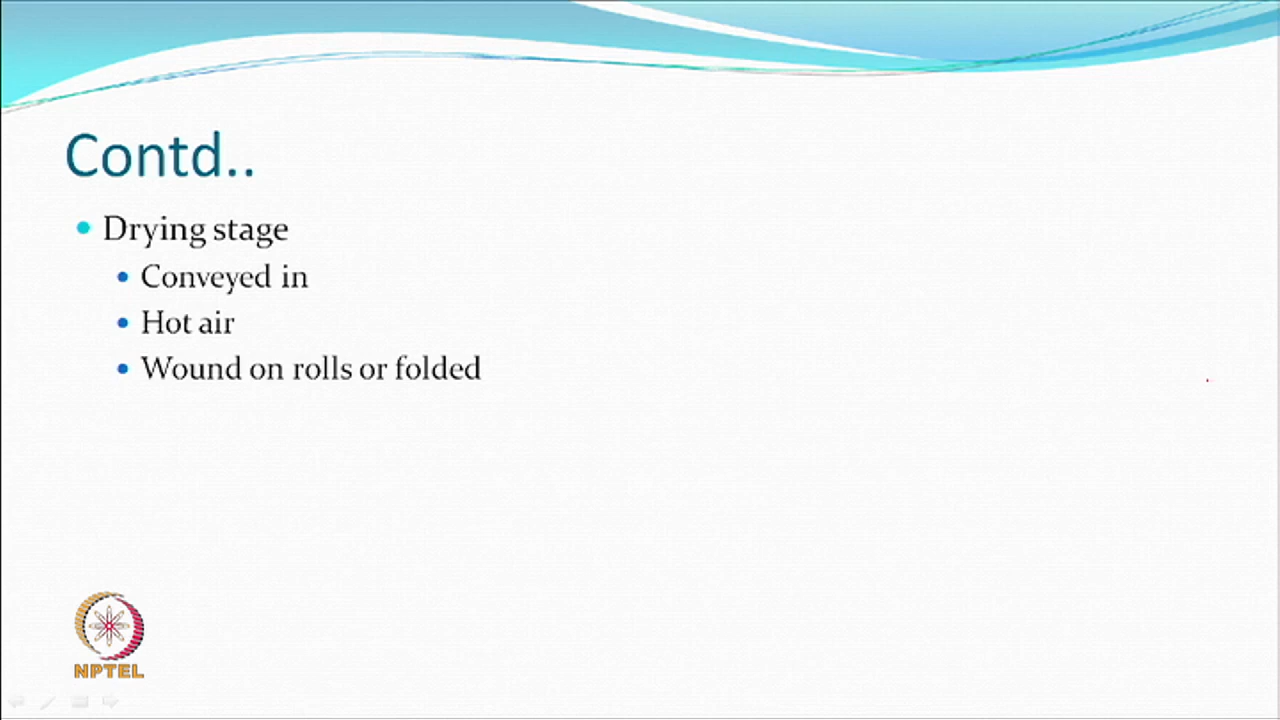 Contd..
Drying stage
Conveyed in
Hot air
Wound on rolls or folded
NPTEL